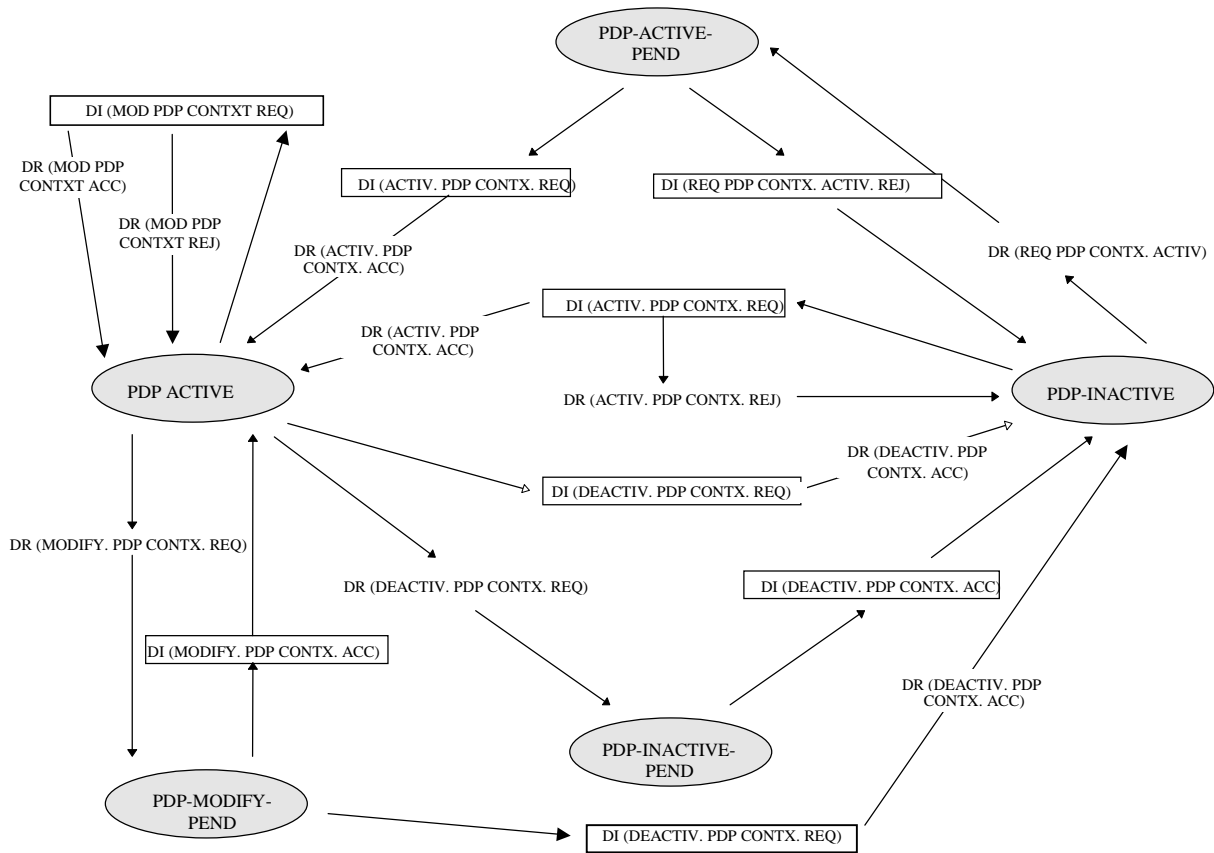 PDP-ACTIVE-
PEND
DI (MOD PDP CONTXT REQ)
DR (MOD PDP
CONTXT ACC)
DR (MOD PDP
CONTXT REJ)
DI (ACTIV. PDP CONTX. REQ)
DI (REQ PDP CONTX. ACTIV. REJ)
DR (ACTIV. PDP
CONTX. ACC)
DR (REQ PDP CONTX. ACTIV)
DI (ACTIV. PDP CONTX. REQ)
DR (ACTIV. PDP
CONTX. ACC)
PDP ACTIVE
DR (ACTIV. PDP CONTX. REJ)
PDP-INACTIVE
DR (DEACTIV. PDP
CONTX. ACC)
DI (DEACTIV. PDP CONTX. REQ)
DR (MODIFY. PDP CONTX. REQ)
DR (DEACTIV. PDP CONTX. REQ)
DI (DEACTIV. PDP CONTX. ACC)
DI (MODIFY. PDP CONTX. ACC)
DR (DEACTIV. PDP
CONTX. ACC)
PDP-INACTIVE-
PEND
PDP-MODIFY-
PEND
DI (DEACTIV. PDP CONTX. REQ)